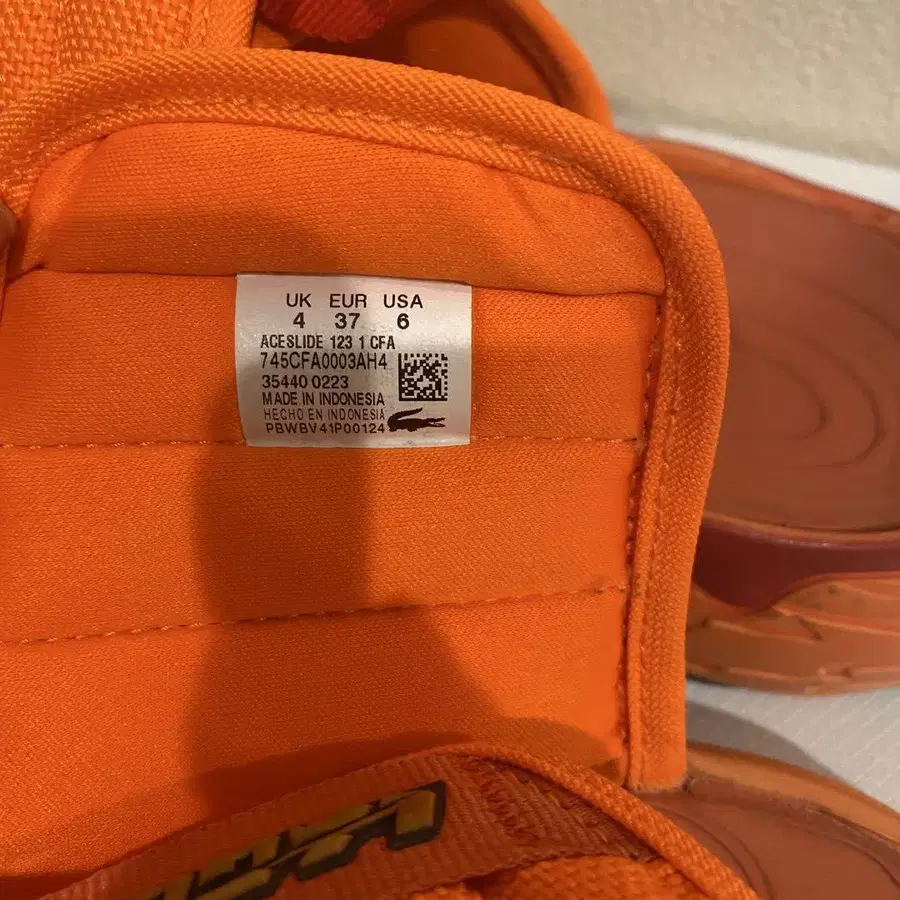 UK EUR USA
4 37 6
ACESLIDE 123 1 CFA
745CFA0003AH4
35440 0223
MADE IN INDONESIA
HECHO EN INDONESIA
PBWBV41P00124